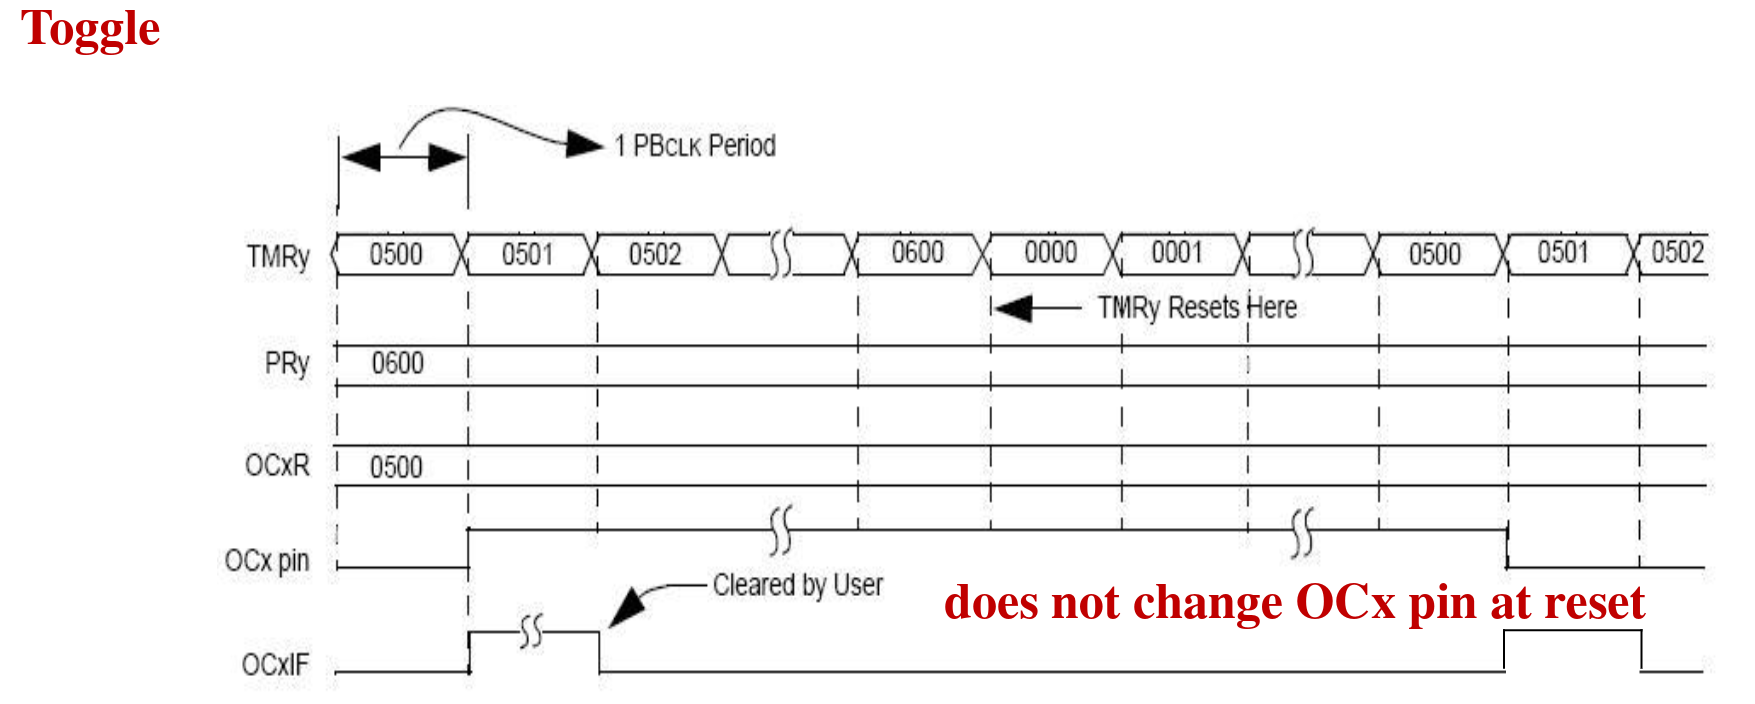 Toggle
1 PBCLK Period
TMRy 0500 0501 0502 0600 0000 0001 0500 0501 0502
TMRy Resets Here
PRy 0600
OCxR 0500
OCx pin
Cleared by User
does not change OCx pin at reset
OCxIF